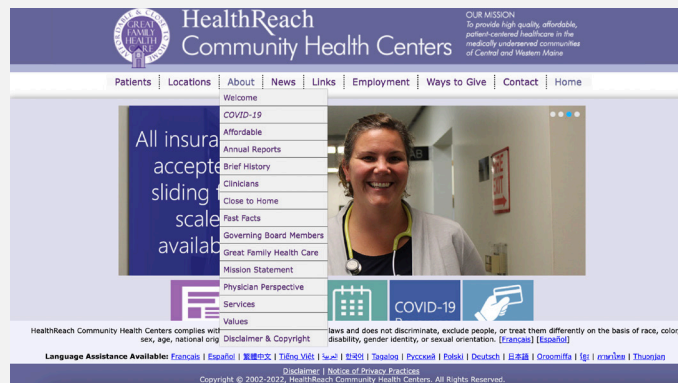 GREAT
FAMILY
HEALTH
CARE
HealthReach
Community Health Centers
OUR MISSION
To provide high quality, affordable,
patient-centered healthcare in the
medically underserved communities
of Central and Western Maine
Patients Locations About News Links Employment Ways to Give Contact Home
Welcome
COVID-19
Affordable
Annual Reports
Brief History
Clinicians
Close to Home
Fast Facts
Governing Board Members
Great Family Health Care
Mission Statement
Physician Perspective
Services
Values
Disclaimer & Copyright
All insura
accepte
sliding
scale
availab
COVID-19
HealthReach Community Health Centers complies with laws and does not discriminate, exclude people, or treat them differently on the basis of race, color
sex, age, national orig disability, gender identity, or sexual orientation. [Français] [Español]
Language Assistance Available: Français | Español | 繁體中文 | Tiếng Việt | العربية | 한국어 | Tagalog | Русский | Polski | Deutsch | 日本語 | Oroomiffa | ខ្មែរ | ภาษาไทย | Thuonjan
Disclaimer | Notice of Privacy Practices
Copyright © 2002-2022, HealthReach Community Health Centers. All Rights Reserved.